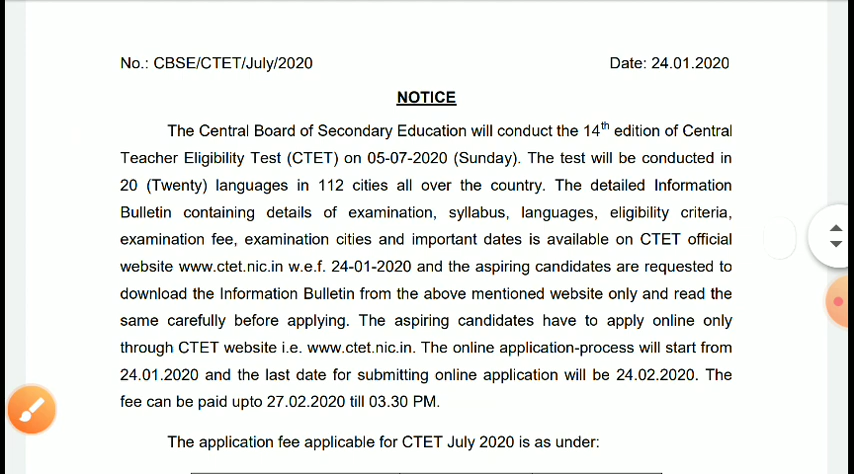 No.: CBSE/CTET/July/2020 Date: 24.01.2020
NOTICE
The Central Board of Secondary Education will conduct the 14th edition of Central
Teacher Eligibility Test (CTET) on 05-07-2020 (Sunday). The test will be conducted in
20 (Twenty) languages in 112 cities all over the country. The detailed Information
Bulletin containing details of examination, syllabus, languages, eligibility criteria,
examination fee, examination cities and important dates is available on CTET official
website www.ctet.nic.in w.e.f. 24-01-2020 and the aspiring candidates are requested to
download the Information Bulletin from the above mentioned website only and read the
same carefully before applying. The aspiring candidates have to apply online only
through CTET website i.e. www.ctet.nic.in. The online application-process will start from
24.01.2020 and the last date for submitting online application will be 24.02.2020. The
fee can be paid upto 27.02.2020 till 03.30 PM.
The application fee applicable for CTET July 2020 is as under: